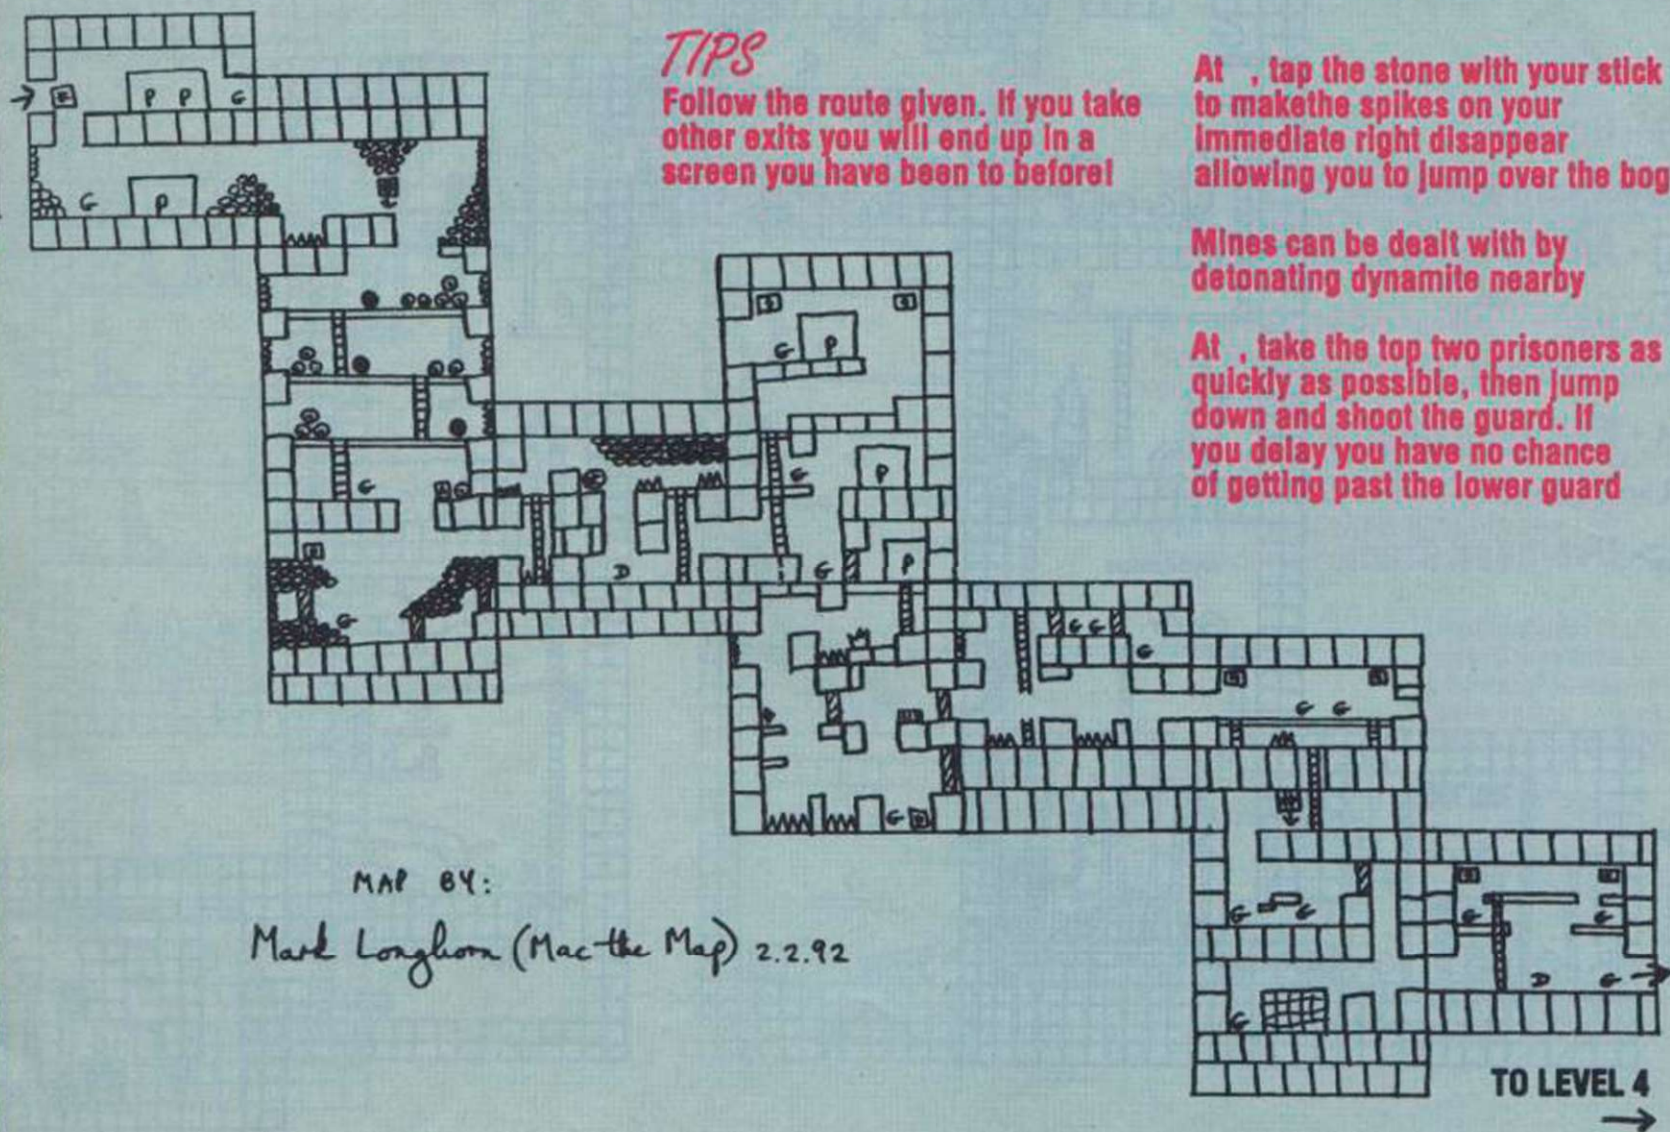 TIPS
Follow the route given. If you take
other exits you will end up in a
screen you have been to before!
At , tap the stone with your stick
to makethe spikes on your
immediate right disappear
allowing you to jump over the bog
Mines can be dealt with by
detonating dynamite nearby
At , take the top two prisoners as
quickly as possible, then jump
down and shoot the guard. If
you delay you have no chance
of getting past the lower guard
P P G
G P
G P
G
G P
G
D
G P
G
G G
G
G G
G
G G
G G
D G
G
MAP BY:
Mark Longhorn (Mac the Map) 2.2.92
TO LEVEL 4